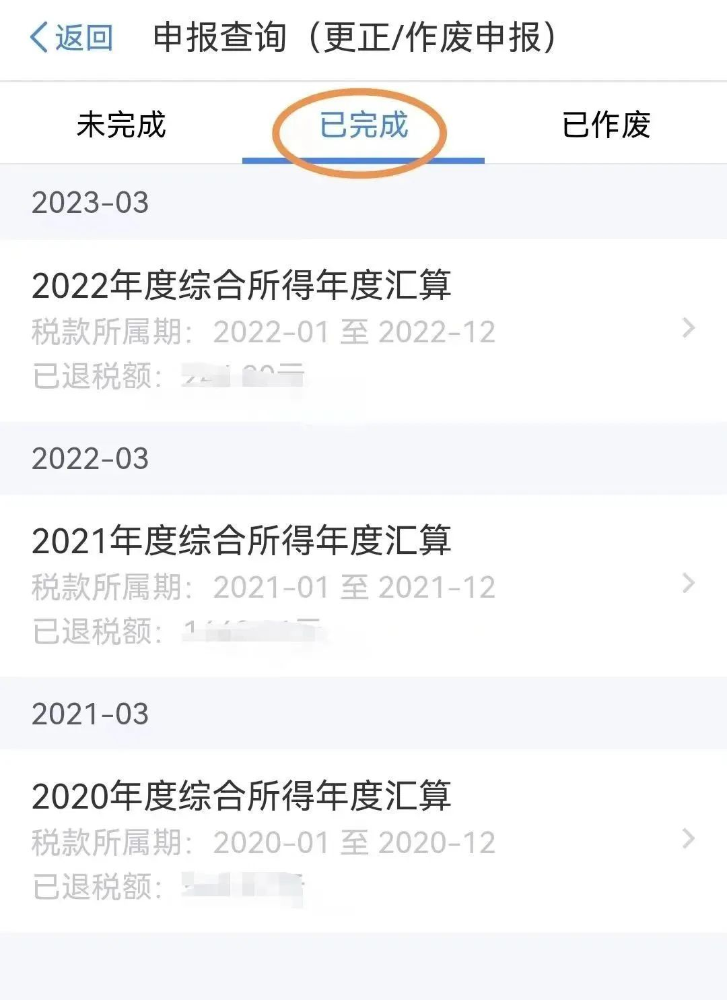 返回 申报查询（更正/作废申报）
未完成 已完成 已作废
2023-03
2022年度综合所得年度汇算
税款所属期：2022-01 至 2022-12
已退税额：
2022-03
2021年度综合所得年度汇算
税款所属期：2021-01 至 2021-12
已退税额：
2021-03
2020年度综合所得年度汇算
税款所属期：2020-01 至 2020-12
已退税额：